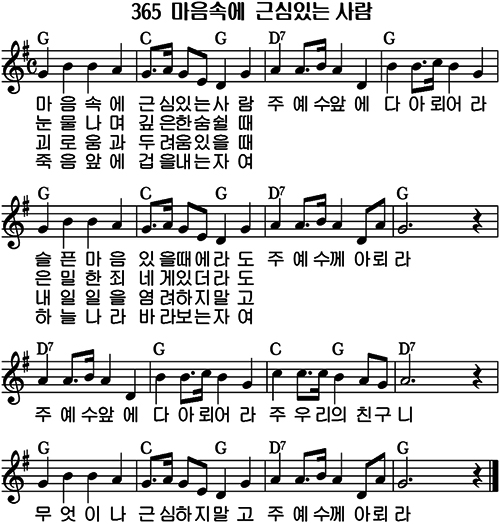 365 마음속에 근심있는 사람
G C G D7 G
마 음 속 에 근 심있는사 람 주 예 수앞 에 다 아 뢰어 라
눈 물 나 며 깊 은한숨쉴 때
괴 로 움 과 두 려움있을 때
죽 음 앞 에 겁 을내는자 여
G C G D7 G
슬 픈 마 음 있 을때에라 도 주 예 수께 아뢰 라
은 밀 한 죄 네 게있더라 도
내 일 일 을 염 려하지말 고
하 늘 나 라 바 라보는자 여
D7 G C G D7
주 예 수앞 에 다 아 뢰어 라 주 우 리의 친구 니
G C G D7 G
무 엇 이 나 근 심하지말 고 주 예 수께 아뢰 라